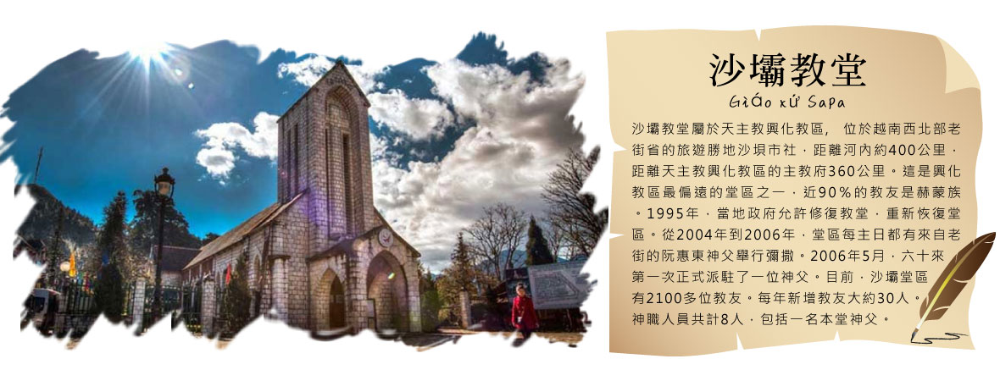 沙壩教堂
Giáo xứ Sapa
沙壩教堂屬於天主教興化教區, 位於越南西北部老
街省的旅遊勝地沙垻市社，距離河內約400公里，
距離天主教興化教區的主教府360公里。這是興化
教區最偏遠的堂區之一，近90%的教友是赫蒙族
。1995年，當地政府允許修復教堂，重新恢復堂
區。從2004年到2006年，堂區每主日都有來自老
街的阮惠東神父舉行彌撒。2006年5月，六十來
第一次正式派駐了一位神父。目前，沙壩堂區
有2100多位教友。每年新增教友大約30人。
神職人員共計8人，包括一名本堂神父。